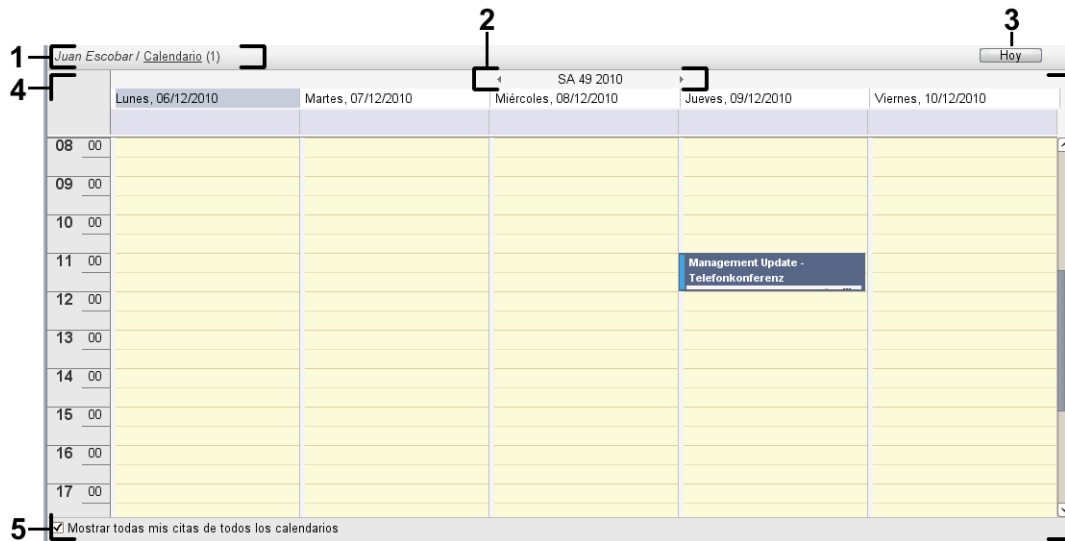 2
3
1
Juan Escobar / Calendario (1)
Hoy
4
SA 49 2010
Lunes, 06/12/2010
Martes, 07/12/2010
Miércoles, 08/12/2010
Jueves, 09/12/2010
Viernes, 10/12/2010
08 00
09 00
10 00
11 00
Management Update -
Telefonkonferenz
12 00
13 00
14 00
15 00
16 00
17 00
5
Mostrar todas mis citas de todos los calendarios